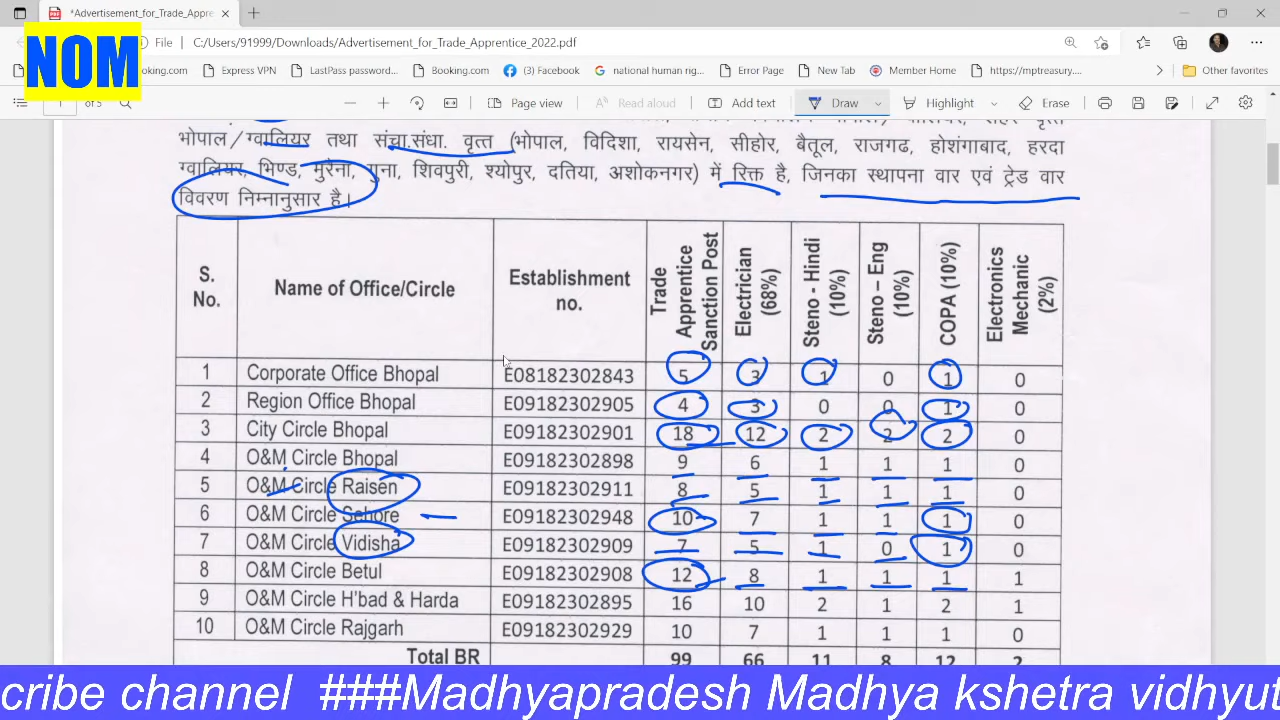 *Advertisement_for_Trade_Appre
NOM
File C:/Users/91999/Downloads/Advertisement_for_Trade_Apprentice_2022.pdf
ooking.com Express VPN LastPass password... Booking.com (3) Facebook national human rig... Error Page New Tab Member Home https://mptreasury.... Other favorites
1 of 5 Page view Read aloud Add text Draw Highlight Erase
भोपाल/ग्वालियर तथा संचा.संधा. वृत्त (भोपाल, विदिशा, रायसेन, सीहोर, बैतूल, राजगढ, होशंगाबाद, हरदा
ग्वालियर, भिण्ड, मुरैना, गुना, शिवपुरी, श्योपुर, दतिया, अशोकनगर) में रिक्त है, जिनका स्थापना वार एवं ट्रेड वार
विवरण निम्नानुसार है।
S. No. Name of Office/Circle Establishment no. Trade Apprentice Sanction Post Electrician (68%) Steno - Hindi (10%) Steno – Eng (10%) COPA (10%) Electronics Mechanic (2%)
1 Corporate Office Bhopal E08182302843 5 3 1 0 1 0
2 Region Office Bhopal E09182302905 4 3 0 0 1 0
3 City Circle Bhopal E09182302901 18 12 2 2 2 0
4 O&M Circle Bhopal E09182302898 9 6 1 1 1 0
5 O&M Circle Raisen E09182302911 8 5 1 1 1 0
6 O&M Circle Sehore E09182302948 10 7 1 1 1 0
7 O&M Circle Vidisha E09182302909 7 5 1 0 1 0
8 O&M Circle Betul E09182302908 12 8 1 1 1 1
9 O&M Circle H'bad & Harda E09182302895 16 10 2 1 2 1
10 O&M Circle Rajgarh E09182302929 10 7 1 1 1 0
Total BR 99 66 11 8 12 2
cribe channel ###Madhyapradesh Madhya kshetra vidhyut